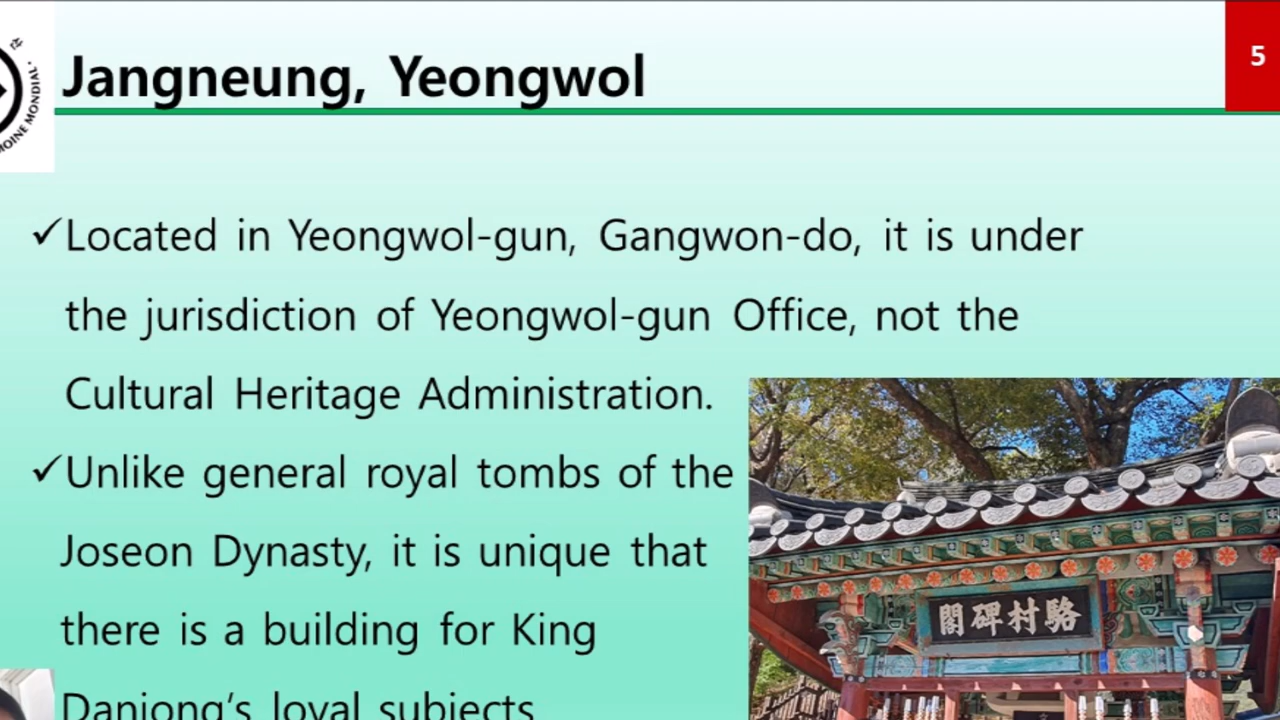 Jangneung, Yeongwol
5
MOINE MONDIAL
✓Located in Yeongwol-gun, Gangwon-do, it is under
the jurisdiction of Yeongwol-gun Office, not the
Cultural Heritage Administration.
✓Unlike general royal tombs of the
Joseon Dynasty, it is unique that
there is a building for King
Danjong's loyal subjects
閣碑村駱